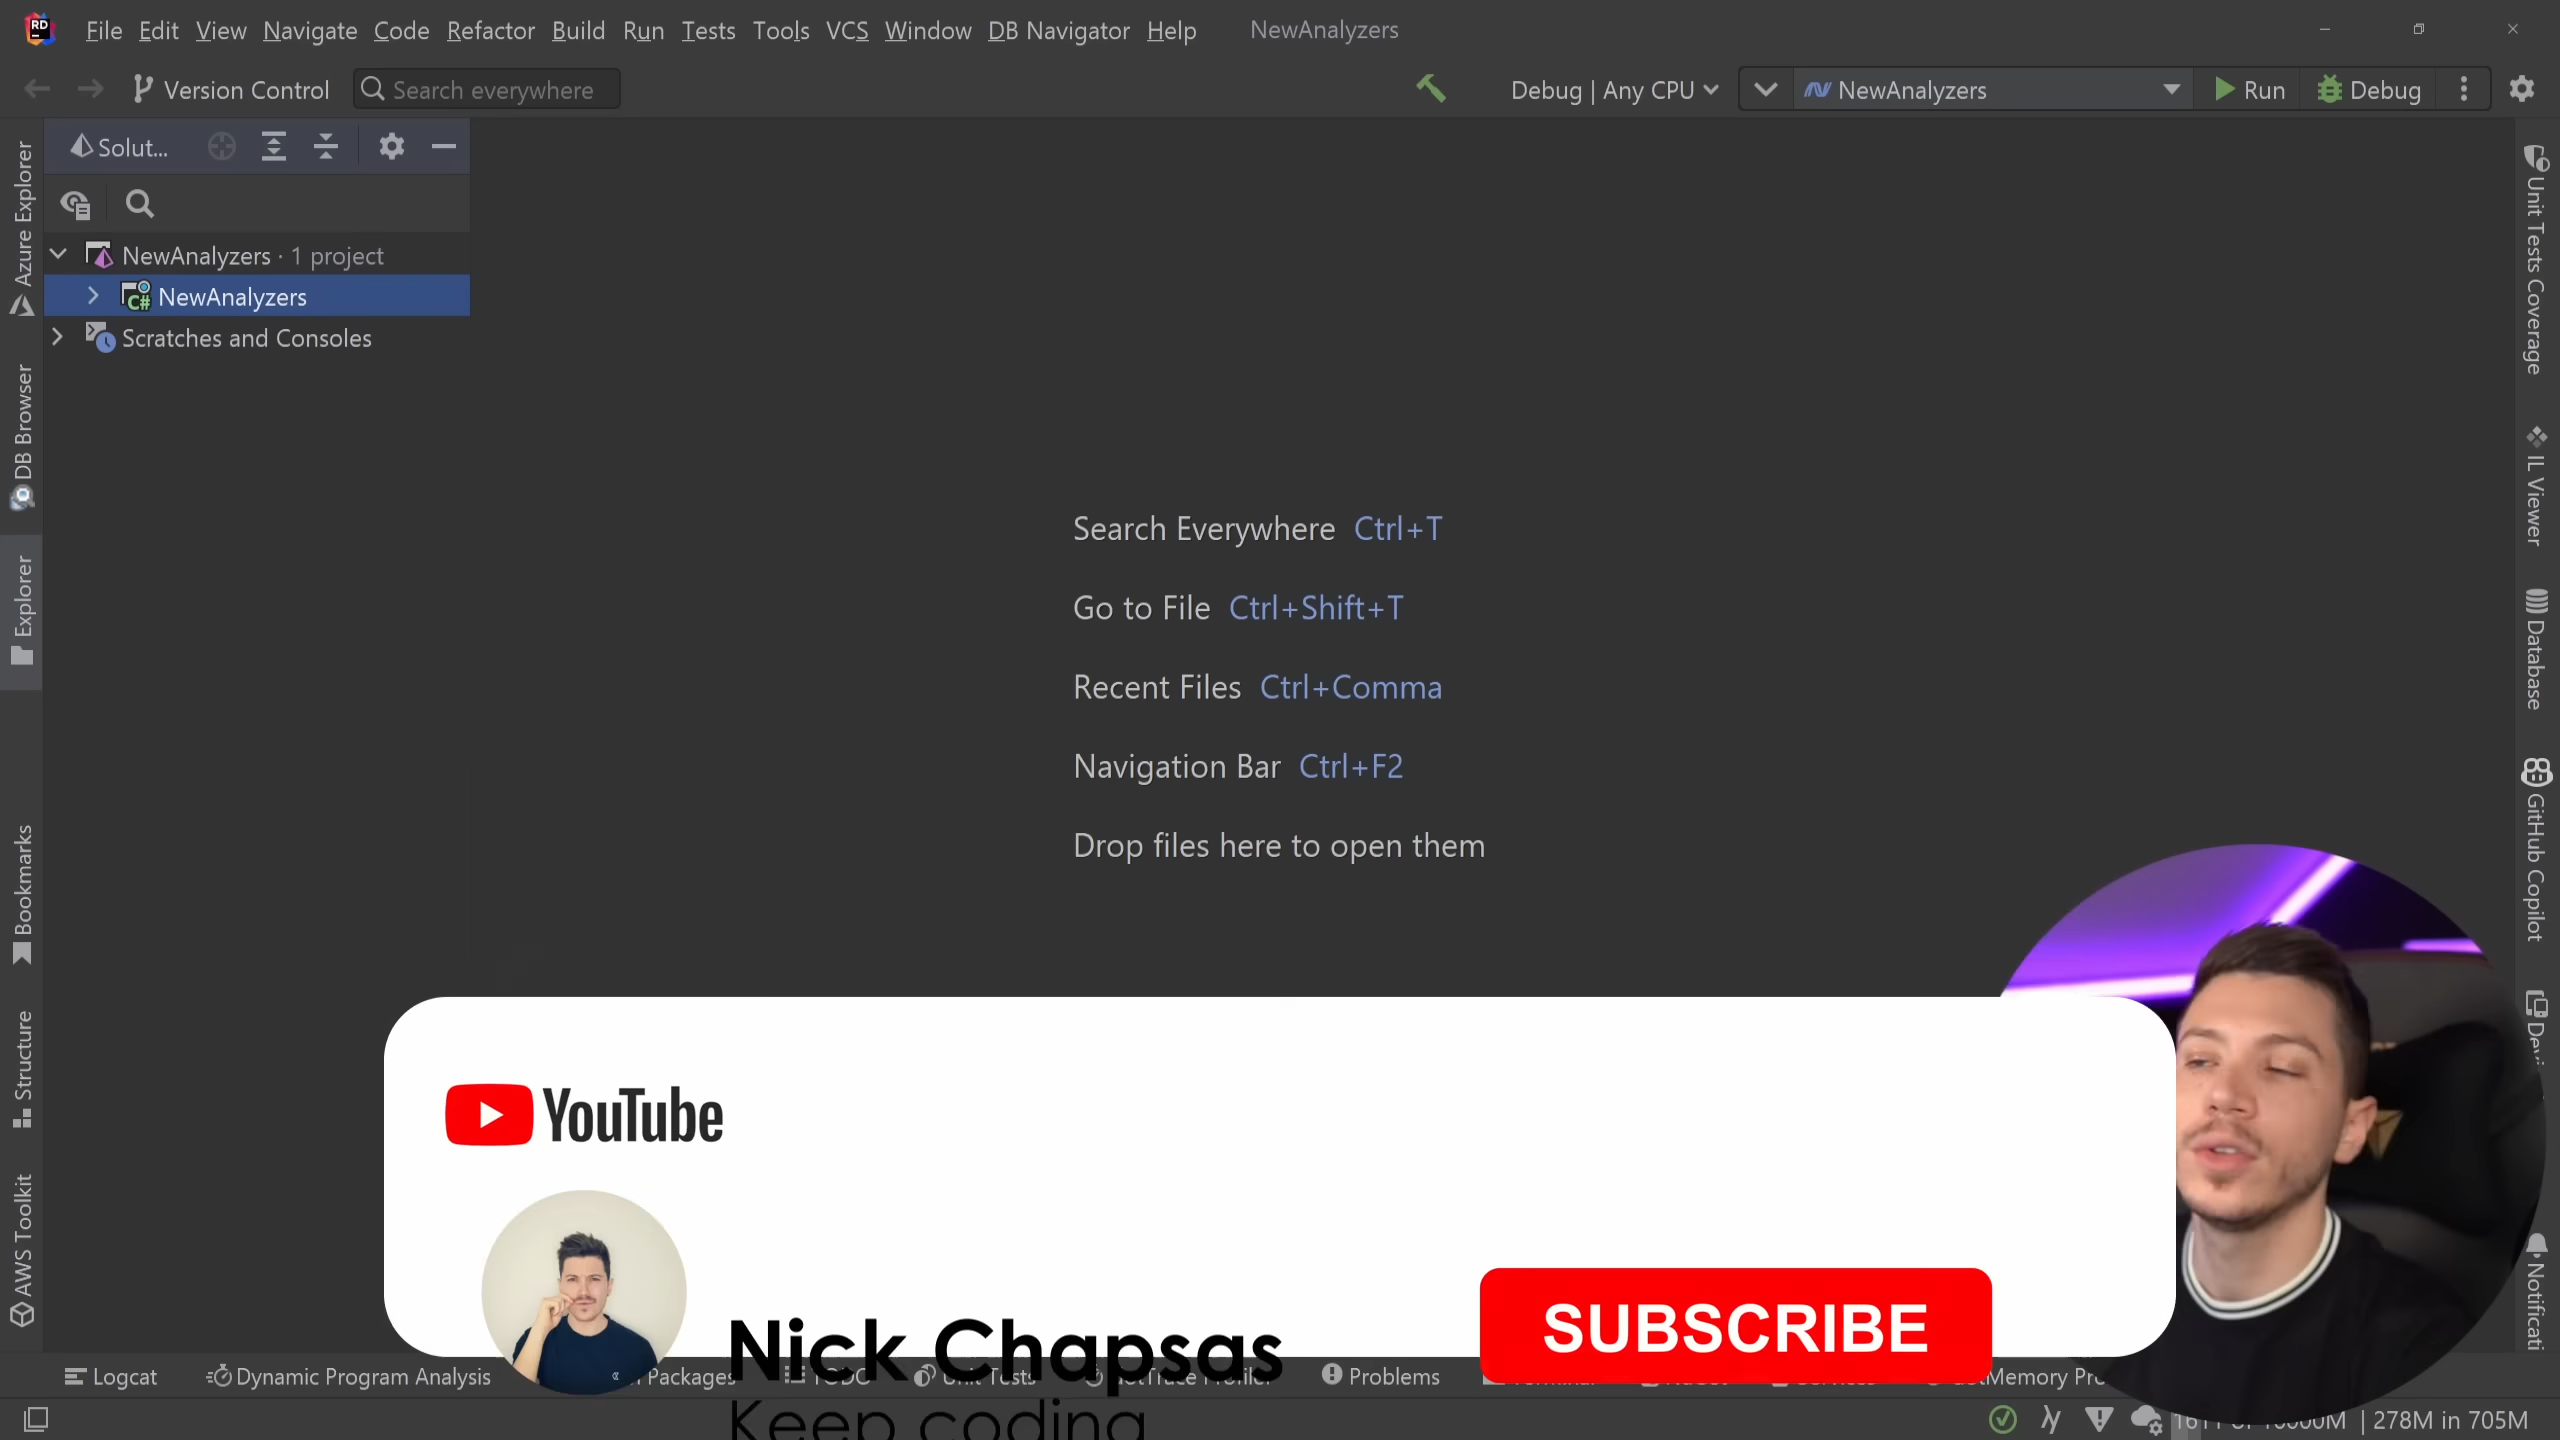 RD
File Edit View Navigate Code Refactor Build Run Tests Tools VCS Window DB Navigator Help NewAnalyzers
Version Control Search everywhere Debug | Any CPU NewAnalyzers Run Debug
Solut...
NewAnalyzers · 1 project
C# NewAnalyzers
Scratches and Consoles
Azure Explorer
DB Browser
Explorer
Bookmarks
Structure
AWS Toolkit
Search Everywhere Ctrl+T
Go to File Ctrl+Shift+T
Recent Files Ctrl+Comma
Navigation Bar Ctrl+F2
Drop files here to open them
Unit Tests Coverage
IL Viewer
Database
GitHub Copilot
YouTube
Nick Chapsas
Keep coding
SUBSCRIBE
Logcat Dynamic Program Analysis Packages TODO Unit Tests Problems
278M in 705M